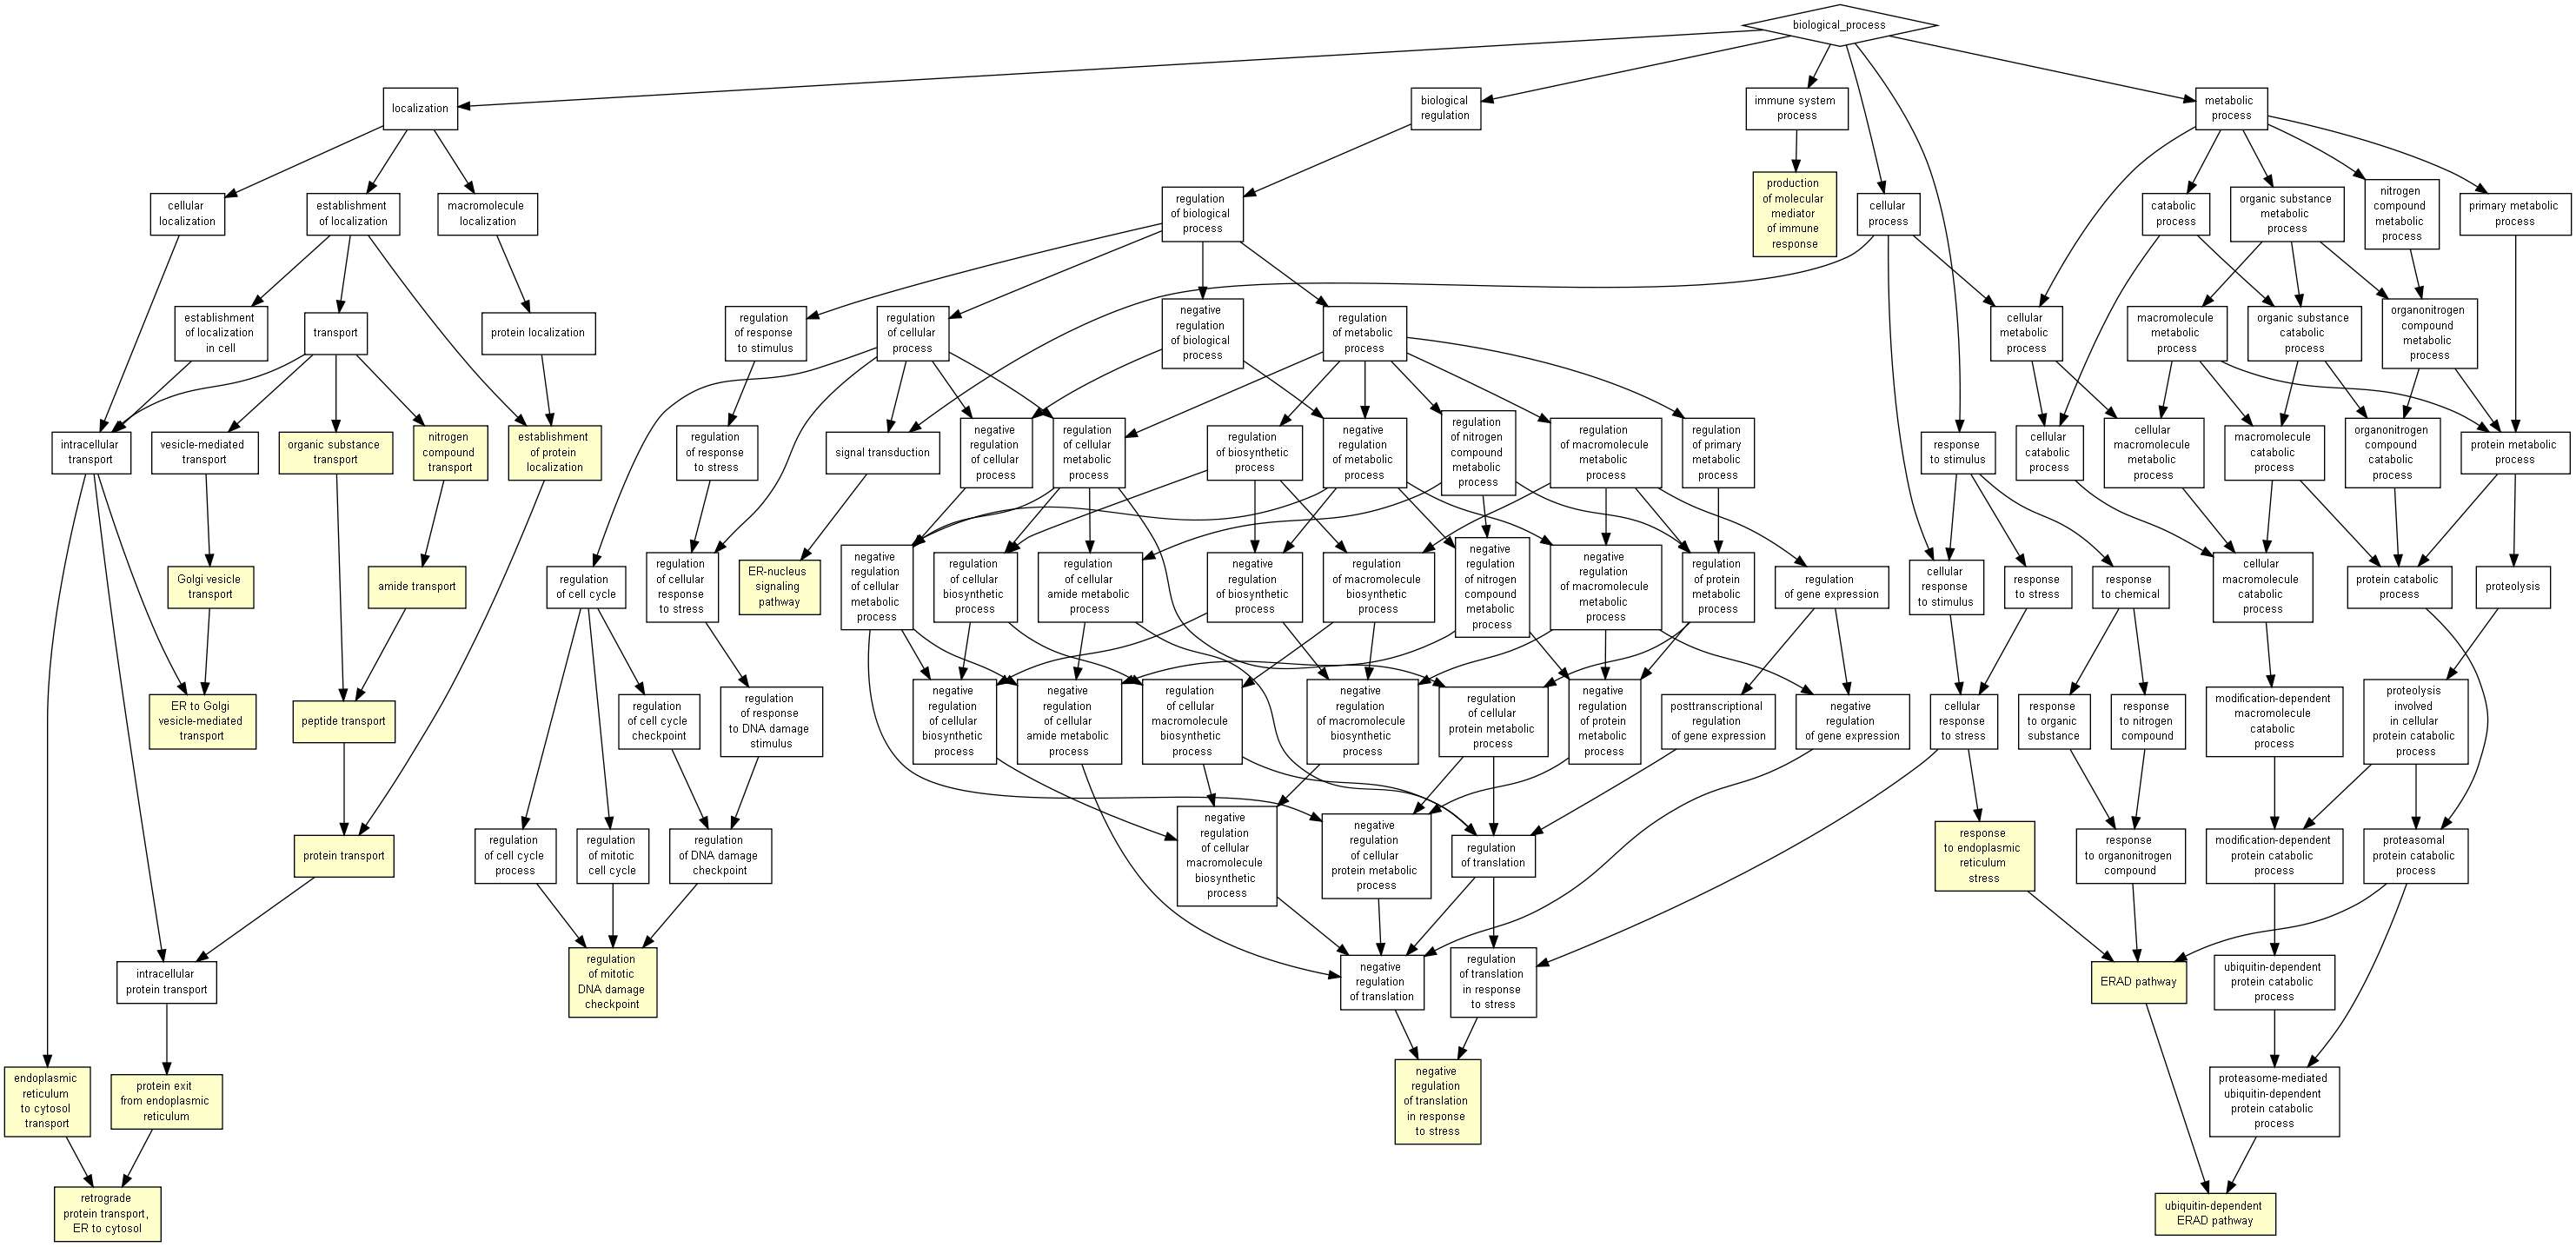 biological_process
localization
biological
regulation
immune system
process
metabolic
process
cellular
localization
establishment
of localization
macromolecule
localization
regulation
of biological
process
production
of molecular
mediator
of immune
response
cellular
process
catabolic
process
organic substance
metabolic
process
nitrogen
compound
metabolic
process
primary metabolic
process
establishment
of localization
in cell
transport
protein localization
regulation
of response
to stimulus
regulation
of cellular
process
negative
regulation
of biological
process
regulation
of metabolic
process
cellular
metabolic
process
macromolecule
metabolic
process
organic substance
catabolic
process
organonitrogen
compound
metabolic
process
intracellular
transport
vesicle-mediated
transport
organic substance
transport
nitrogen
compound
transport
establishment
of protein
localization
regulation
of response
to stress
signal transduction
negative
regulation
of cellular
process
regulation
of cellular
metabolic
process
regulation
of biosynthetic
process
negative
regulation
of metabolic
process
regulation
of nitrogen
compound
metabolic
process
regulation
of macromolecule
metabolic
process
regulation
of primary
metabolic
process
response
to stimulus
cellular
catabolic
process
cellular
macromolecule
metabolic
process
macromolecule
catabolic
process
organonitrogen
compound
catabolic
process
protein metabolic
process
Golgi vesicle
transport
amide transport
regulation
of cell cycle
regulation
of cellular
response
to stress
ER-nucleus
signaling
pathway
negative
regulation
of cellular
metabolic
process
regulation
of cellular
biosynthetic
process
regulation
of cellular
amide metabolic
process
negative
regulation
of biosynthetic
process
regulation
of macromolecule
biosynthetic
process
negative
regulation
of nitrogen
compound
metabolic
process
negative
regulation
of macromolecule
metabolic
process
regulation
of protein
metabolic
process
regulation
of gene expression
cellular
response
to stimulus
response
to stress
response
to chemical
cellular
macromolecule
catabolic
process
protein catabolic
process
proteolysis
ER to Golgi
vesicle-mediated
transport
peptide transport
regulation
of cell cycle
checkpoint
regulation
of response
to DNA damage
stimulus
negative
regulation
of cellular
biosynthetic
process
negative
regulation
of cellular
amide metabolic
process
regulation
of cellular
macromolecule
biosynthetic
process
negative
regulation
of macromolecule
biosynthetic
process
regulation
of cellular
protein metabolic
process
negative
regulation
of protein
metabolic
process
posttranscriptional
regulation
of gene expression
negative
regulation
of gene expression
cellular
response
to stress
response
to organic
substance
response
to nitrogen
compound
modification-dependent
macromolecule
catabolic
process
proteolysis
involved
in cellular
protein catabolic
process
protein transport
regulation
of cell cycle
process
regulation
of mitotic
cell cycle
regulation
of DNA damage
checkpoint
negative
regulation
of cellular
macromolecule
biosynthetic
process
negative
regulation
of cellular
protein metabolic
process
regulation
of translation
response
to endoplasmic
reticulum
stress
response
to organonitrogen
compound
modification-dependent
protein catabolic
process
proteasomal
protein catabolic
process
intracellular
protein transport
regulation
of mitotic
DNA damage
checkpoint
negative
regulation
of translation
regulation
of translation
in response
to stress
ERAD pathway
ubiquitin-dependent
protein catabolic
process
endoplasmic
reticulum
to cytosol
transport
protein exit
from endoplasmic
reticulum
negative
regulation
of translation
in response
to stress
proteasome-mediated
ubiquitin-dependent
protein catabolic
process
retrograde
protein transport,
ER to cytosol
ubiquitin-dependent
ERAD pathway